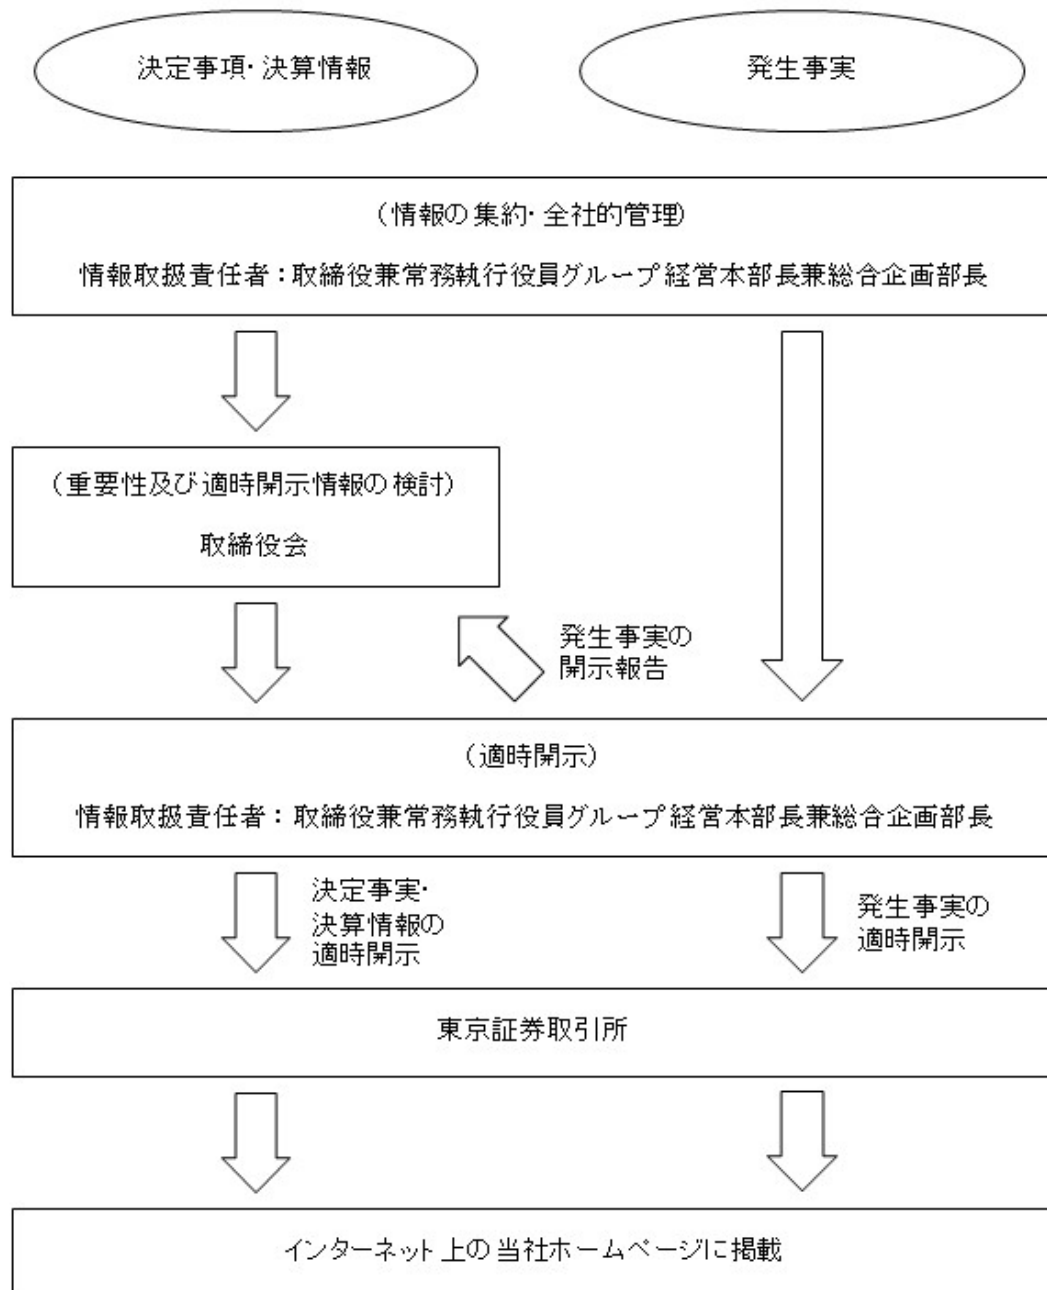 決定事項・決算情報
発生事実
（情報の集約・全社的管理）
情報取扱責任者：取締役兼常務執行役員グループ経営本部長兼総合企画部長
（重要性及び適時開示情報の検討）
取締役会
発生事実の
開示報告
（適時開示）
情報取扱責任者：取締役兼常務執行役員グループ経営本部長兼総合企画部長
決定事実・
決算情報の
適時開示
発生事実の
適時開示
東京証券取引所
インターネット上の当社ホームページに掲載